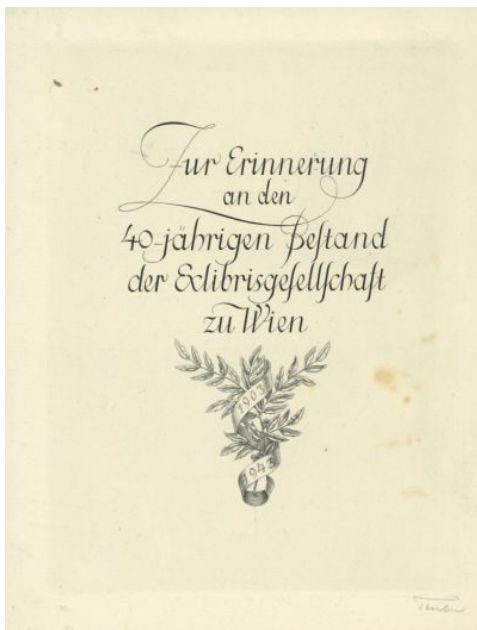 Zur Erinnerung
an den
40-jährigen Beſtand
der Exlibrisgeſellſchaft
zu Wien
1903
1943